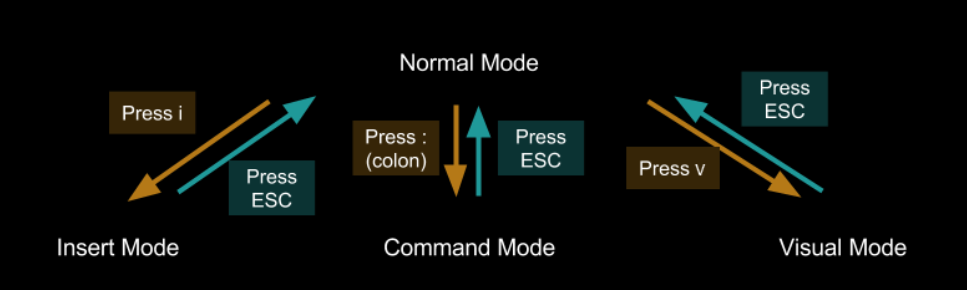 Normal Mode
Press i
Press
ESC
Press :
(colon)
Press
ESC
Press v
Press
ESC
Insert Mode
Command Mode
Visual Mode